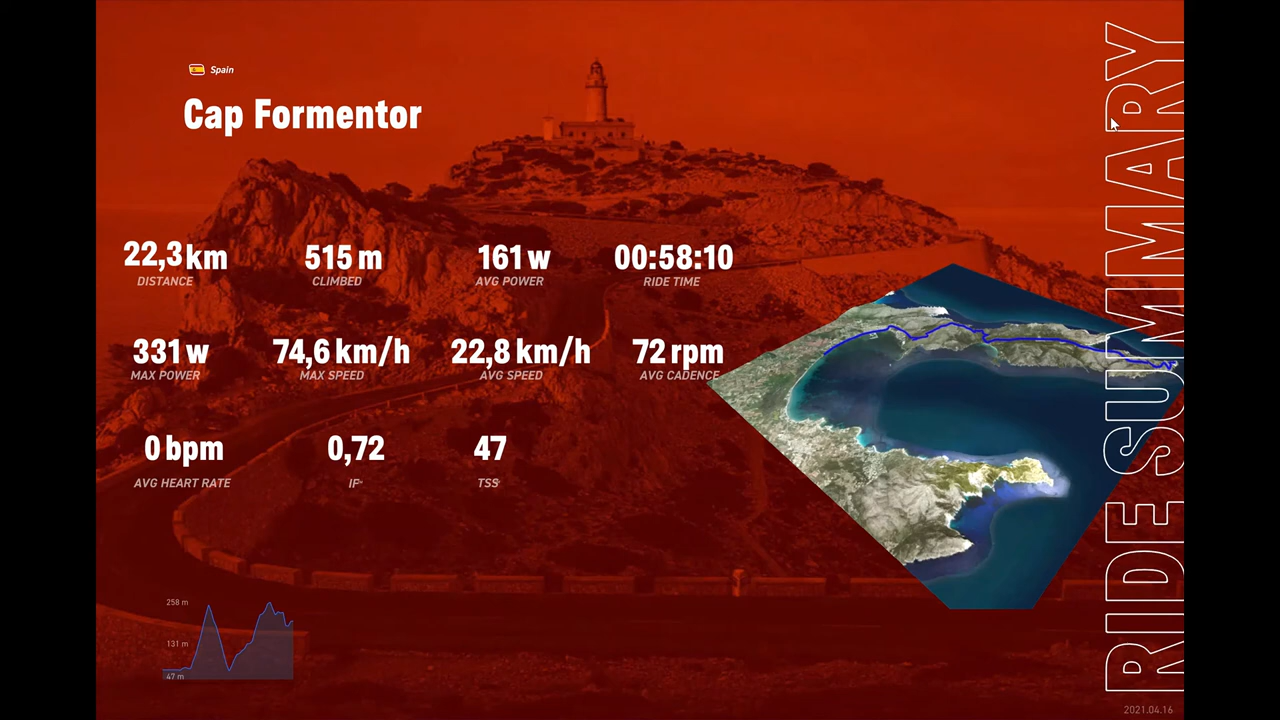 Spain
Cap Formentor
22,3 km 515 m 161 w 00:58:10
DISTANCE CLIMBED AVG POWER RIDE TIME
331 w 74,6 km/h 22,8 km/h 72 rpm
MAX POWER MAX SPEED AVG SPEED AVG CADENCE
0 bpm 0,72 47
AVG HEART RATE IF® TSS®
258 m
131 m
47 m
RIDE SUMMARY
2021.04.16